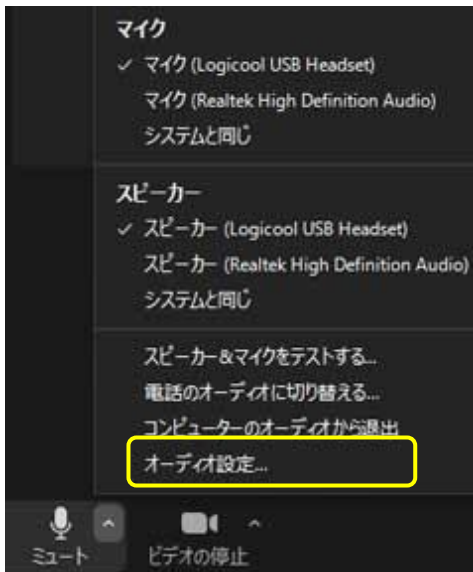 マイク
マイク (Logicool USB Headset)
マイク (Realtek High Definition Audio)
システムと同じ
スピーカー
スピーカー (Logicool USB Headset)
スピーカー (Realtek High Definition Audio)
システムと同じ
スピーカー&マイクをテストする...
電話のオーディオに切り替える...
コンピューターのオーディオから退出
オーディオ設定...
ミュート ビデオの停止